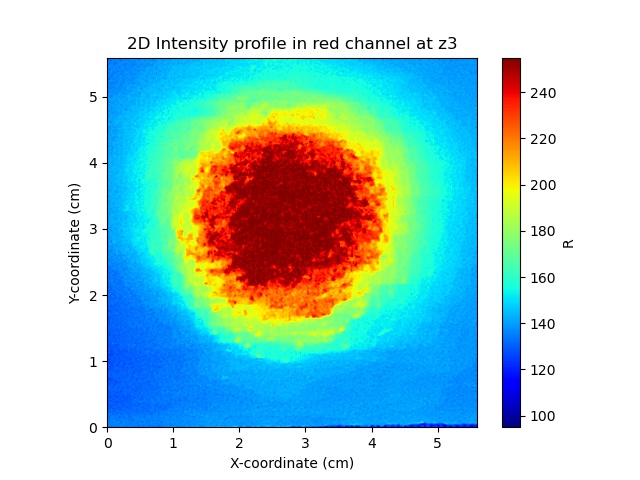 2D Intensity profile in red channel at z3
5
4
3
2
1
0
Y-coordinate (cm)
0 1 2 3 4 5
X-coordinate (cm)
240
220
200
180
160
140
120
100
R